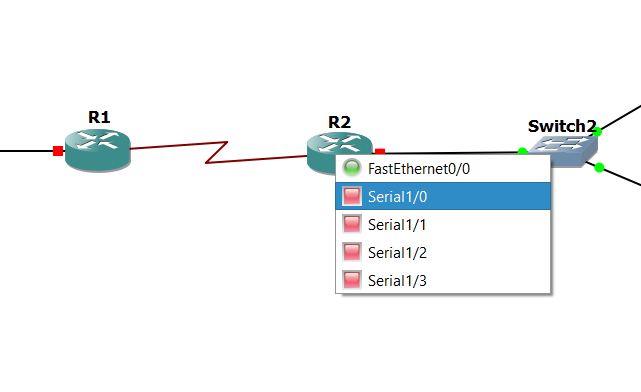 R1
R2
Switch2
FastEthernet0/0
Serial1/0
Serial1/1
Serial1/2
Serial1/3